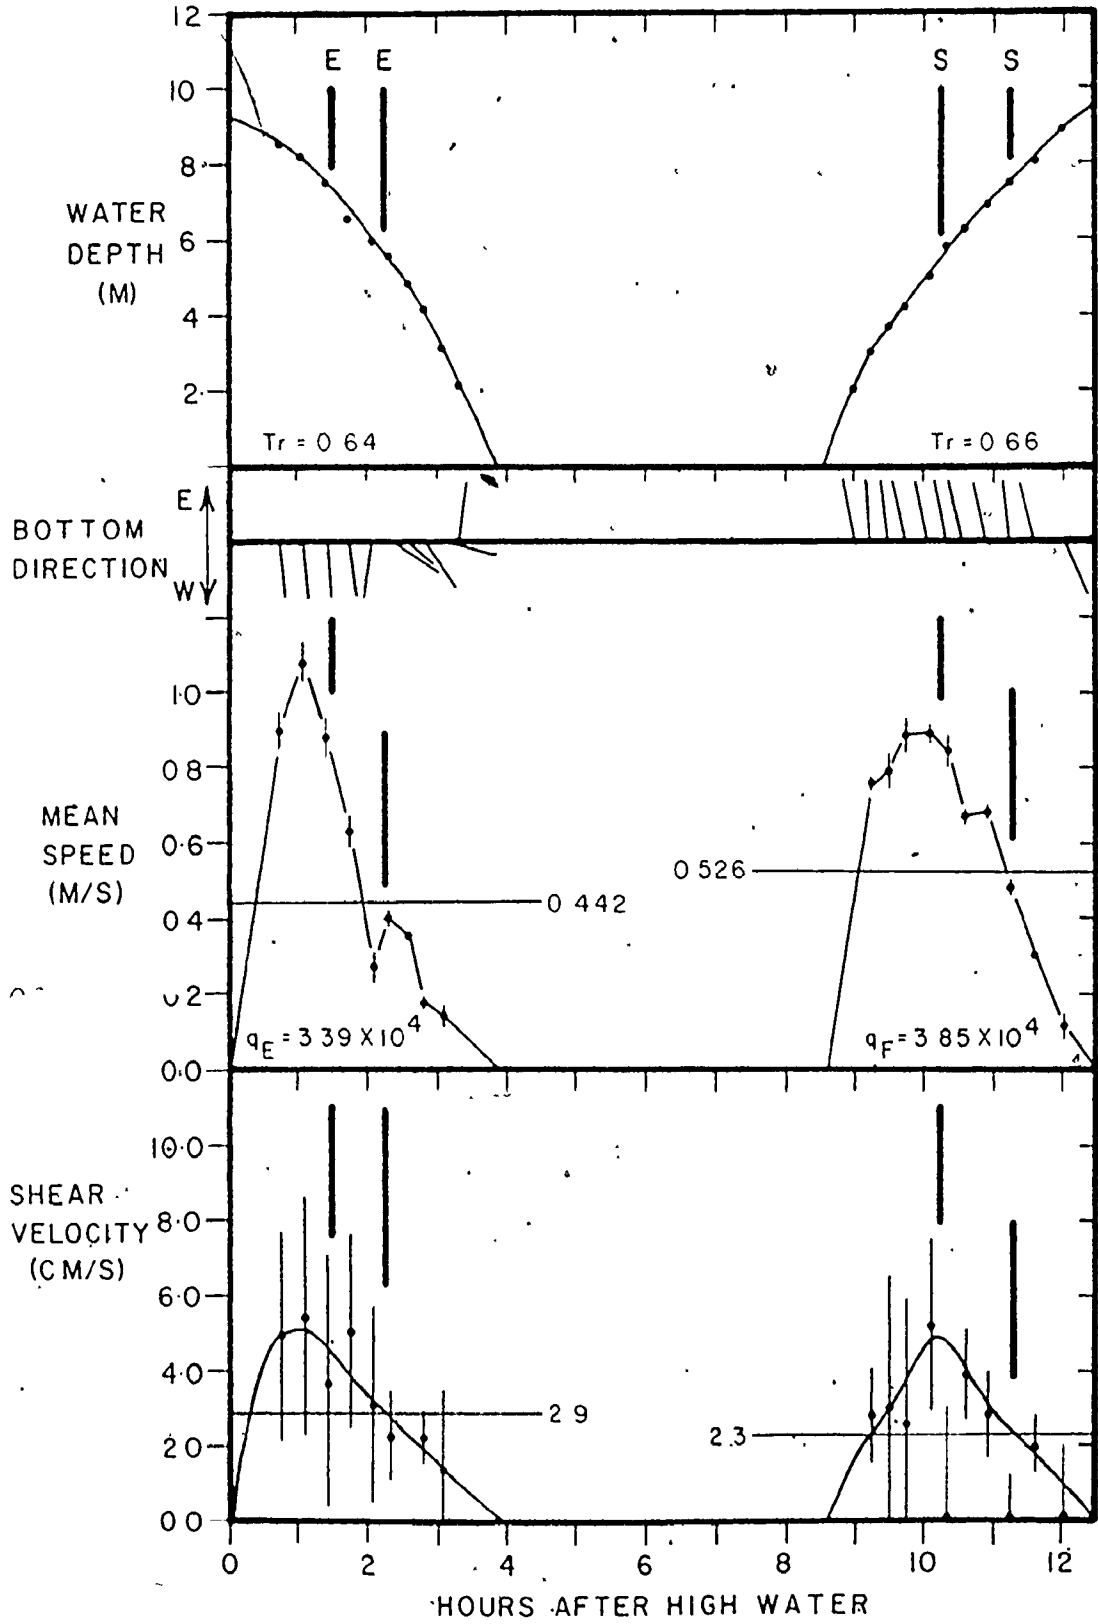 12
E E S S
10
8
WATER
DEPTH
(M)
6
4
2
Tr = 0 64
Tr = 0 66
E
BOTTOM
DIRECTION
W
1·0
0 8
MEAN
SPEED
(M/S)
0·6
0 526
0 442
0 4
0 2
qE = 3 39 X 10^4
qF = 3 85 X 10^4
0·0
10·0
SHEAR
VELOCITY
(CM/S)
8·0
6·0
4·0
2 9
2.3
2 0
0 0
0 2 4 6 8 10 12
HOURS AFTER HIGH WATER